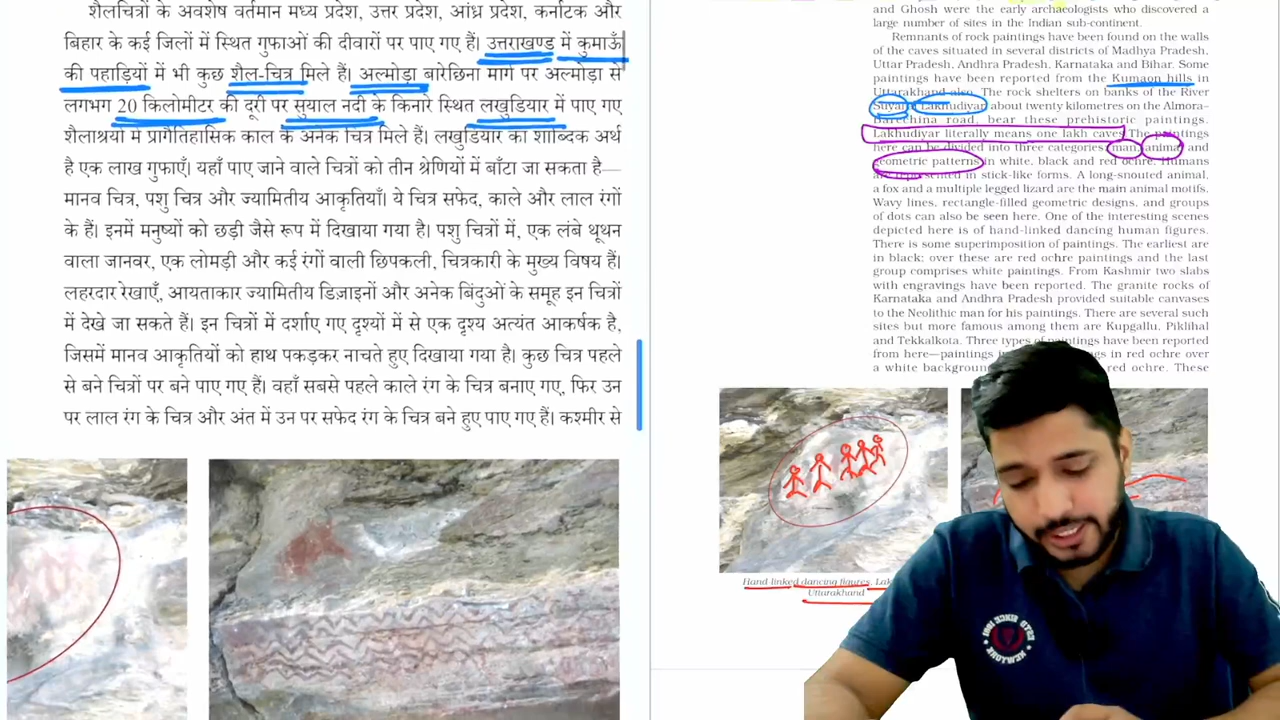 शैलचित्रों के अवशेष वर्तमान मध्य प्रदेश, उत्तर प्रदेश, आंध्र प्रदेश, कर्नाटक और
बिहार के कई जिलों में स्थित गुफाओं की दीवारों पर पाए गए हैं। उत्तराखण्ड में कुमाऊँ
की पहाड़ियों में भी कुछ शैल-चित्र मिले हैं। अल्मोड़ा बारेछिना मार्ग पर अल्मोड़ा से
लगभग 20 किलोमीटर की दूरी पर सुयाल नदी के किनारे स्थित लखुडियार में पाए गए
शैलाश्रयों में प्रागैतिहासिक काल के अनेक चित्र मिले हैं। लखुडियार का शाब्दिक अर्थ
है एक लाख गुफाएँ। यहाँ पाए जाने वाले चित्रों को तीन श्रेणियों में बाँटा जा सकता है—
मानव चित्र, पशु चित्र और ज्यामितीय आकृतियाँ। ये चित्र सफेद, काले और लाल रंगों
के हैं। इनमें मनुष्यों को छड़ी जैसे रूप में दिखाया गया है। पशु चित्रों में, एक लंबे थूथन
वाला जानवर, एक लोमड़ी और कई रंगों वाली छिपकली, चित्रकारी के मुख्य विषय हैं।
लहरदार रेखाएँ, आयताकार ज्यामितीय डिज़ाइनों और अनेक बिंदुओं के समूह इन चित्रों
में देखे जा सकते हैं। इन चित्रों में दर्शाए गए दृश्यों में से एक दृश्य अत्यंत आकर्षक है,
जिसमें मानव आकृतियों को हाथ पकड़कर नाचते हुए दिखाया गया है। कुछ चित्र पहले
से बने चित्रों पर बने पाए गए हैं। वहाँ सबसे पहले काले रंग के चित्र बनाए गए, फिर उन
पर लाल रंग के चित्र और अंत में उन पर सफेद रंग के चित्र बने हुए पाए गए हैं। कश्मीर से
and Ghosh were the early archaeologists who discovered a
large number of sites in the Indian sub-continent.
Remnants of rock paintings have been found on the walls
of the caves situated in several districts of Madhya Pradesh,
Uttar Pradesh, Andhra Pradesh, Karnataka and Bihar. Some
paintings have been reported from the Kumaon hills in
Uttarakhand also. The rock shelters on banks of the River
Suyal Lakhudiyar about twenty kilometres on the Almora–
Barechina road, bear these prehistoric paintings.
Lakhudiyar literally means one lakh caves. The paintings
here can be divided into three categories: man, animal and
geometric patterns in white, black and red ochre. Humans
are represented in stick-like forms. A long-snouted animal,
a fox and a multiple legged lizard are the main animal motifs.
Wavy lines, rectangle-filled geometric designs, and groups
of dots can also be seen here. One of the interesting scenes
depicted here is of hand-linked dancing human figures.
There is some superimposition of paintings. The earliest are
in black; over these are red ochre paintings and the last
group comprises white paintings. From Kashmir two slabs
with engravings have been reported. The granite rocks of
Karnataka and Andhra Pradesh provided suitable canvases
to the Neolithic man for his paintings. There are several such
sites but more famous among them are Kupgallu, Piklihal
and Tekkalkota. Three types of paintings have been reported
from here—paintings in red ochre over
a white background red ochre. These
Hand linked dancing figures,
Uttarakhand